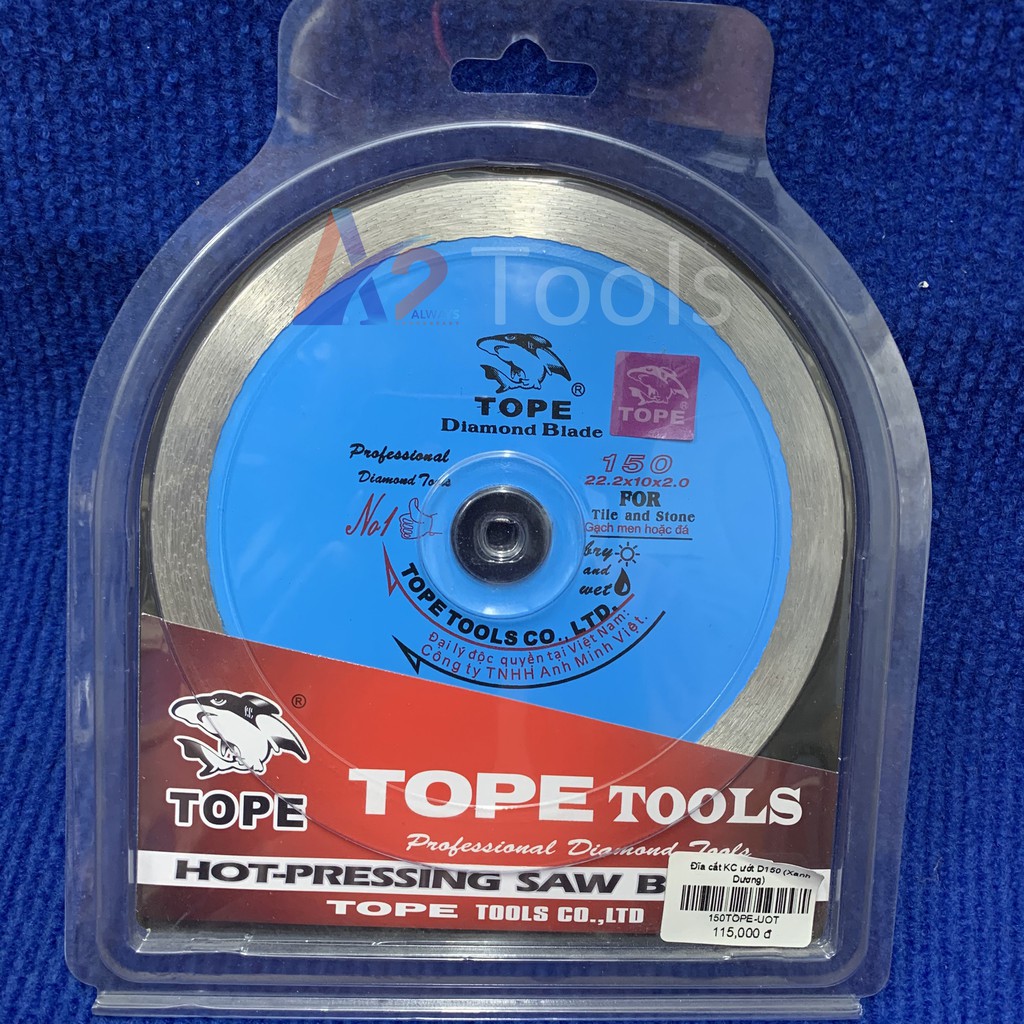 A2 Tools
ALWAYS
TOPE ®
Diamond Blade
TOPE ®
Professional
Diamond Tools
No1
150
22.2x10x2.0
FOR
Tile and Stone
Gạch men hoặc đá
bry
and
wet
TOPE TOOLS CO., LTD.
Đại lý độc quyền tại Việt Nam:
Công ty TNHH Anh Minh Việt.
®
TOPE
TOPE TOOLS
Professional Diamond Tools
HOT-PRESSING SAW B
TOPE TOOLS CO.,LTD
Đĩa cắt KC ướt D150 (Xanh
Dương)
150TOPE-UOT
115,000 đ